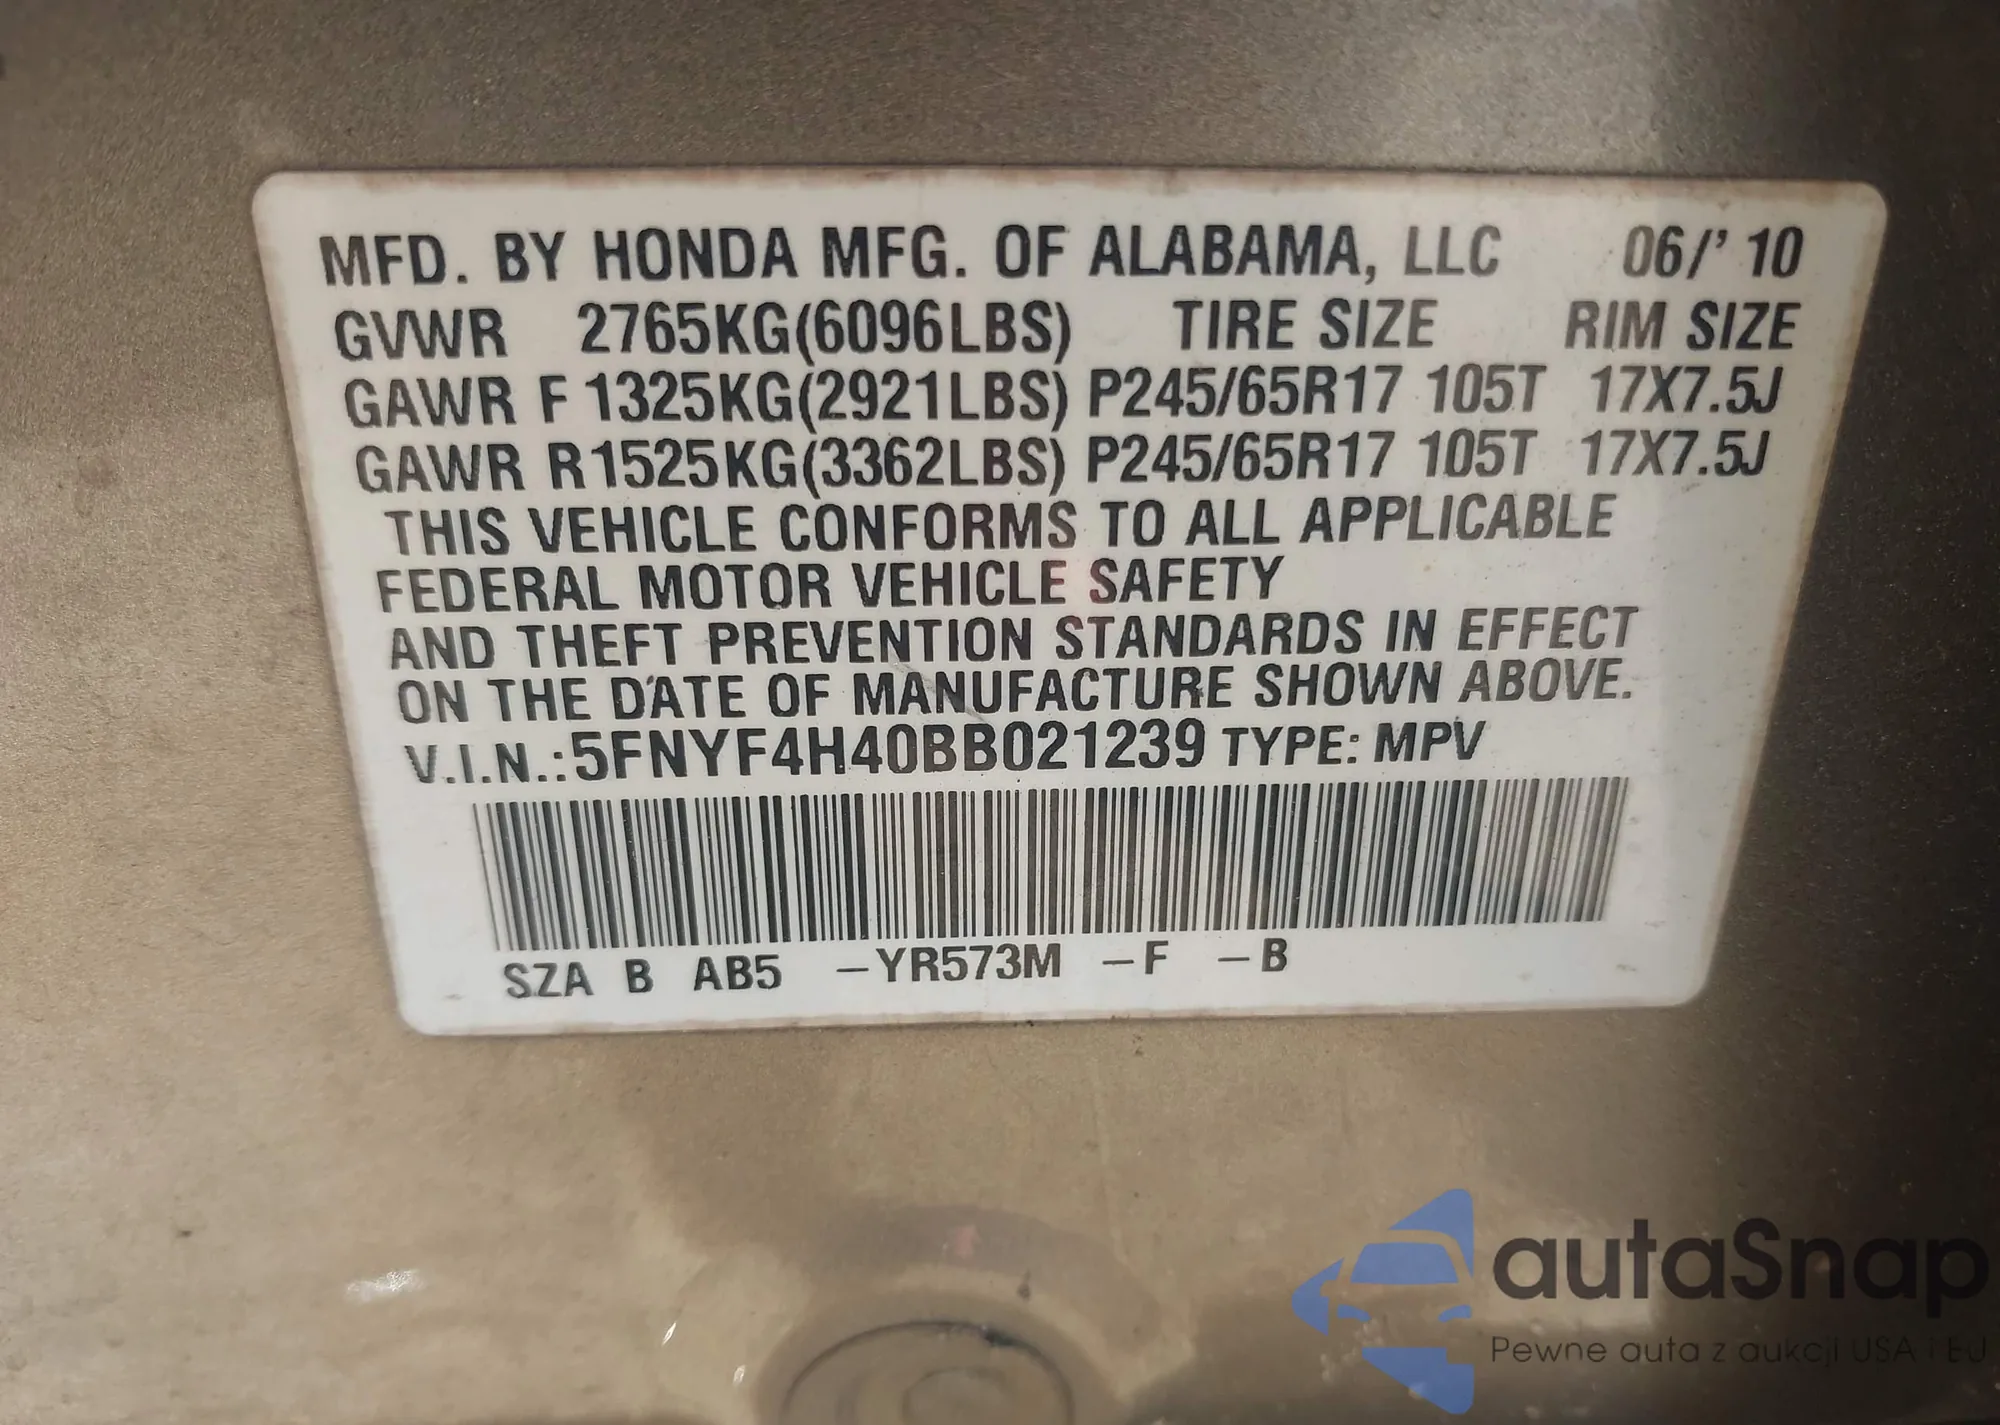 MFD. BY HONDA MFG. OF ALABAMA, LLC 06/' 10
GVWR 2765KG(6096LBS) TIRE SIZE RIM SIZE
GAWR F 1325KG(2921LBS) P245/65R17 105T 17X7.5J
GAWR R1525KG(3362LBS) P245/65R17 105T 17X7.5J
THIS VEHICLE CONFORMS TO ALL APPLICABLE
FEDERAL MOTOR VEHICLE SAFETY
AND THEFT PREVENTION STANDARDS IN EFFECT
ON THE DATE OF MANUFACTURE SHOWN ABOVE.
V.I.N.:5FNYF4H40BB021239 TYPE: MPV
SZA B AB5 –YR573M –F –B
autaSnap
Pewne auta z aukcji USA i EU